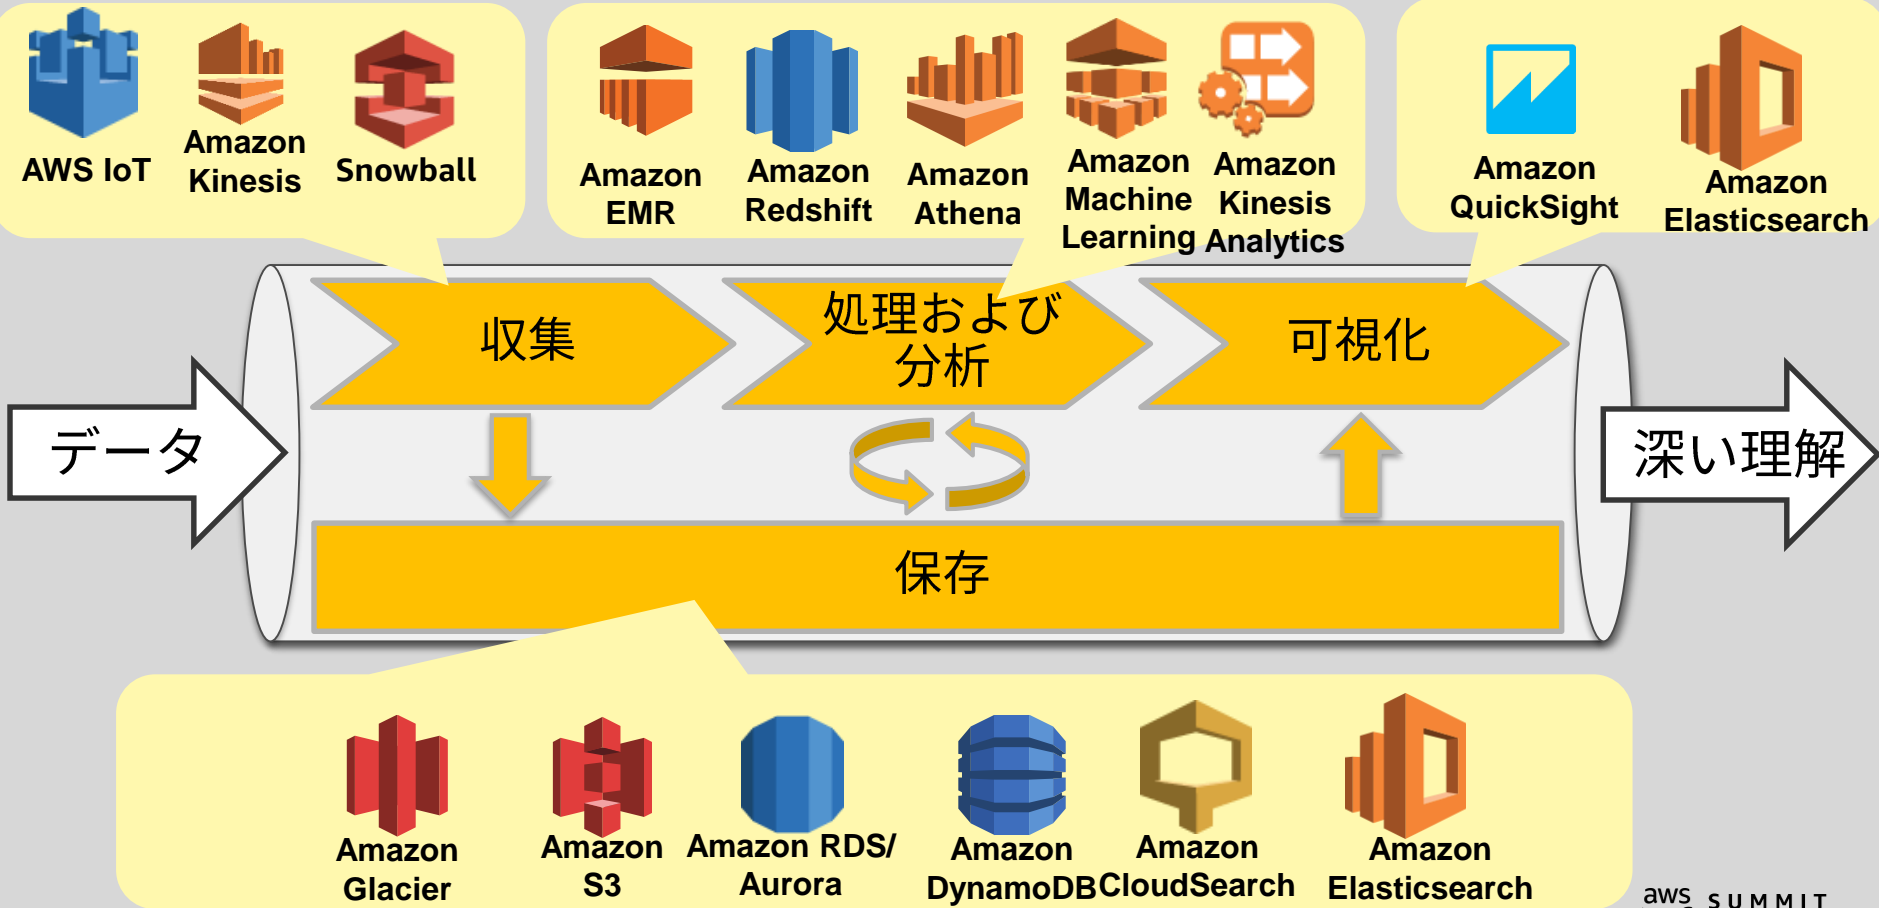 AWS IoT
Amazon
Kinesis
Snowball
Amazon
EMR
Amazon
Redshift
Amazon
Athena
Amazon
Machine
Learning
Amazon
Kinesis
Analytics
Amazon
QuickSight
Amazon
Elasticsearch
収集
処理および
分析
可視化
データ
深い理解
保存
Amazon
Glacier
Amazon
S3
Amazon RDS/
Aurora
Amazon
DynamoDB
Amazon
CloudSearch
Amazon
Elasticsearch
aws SUMMIT